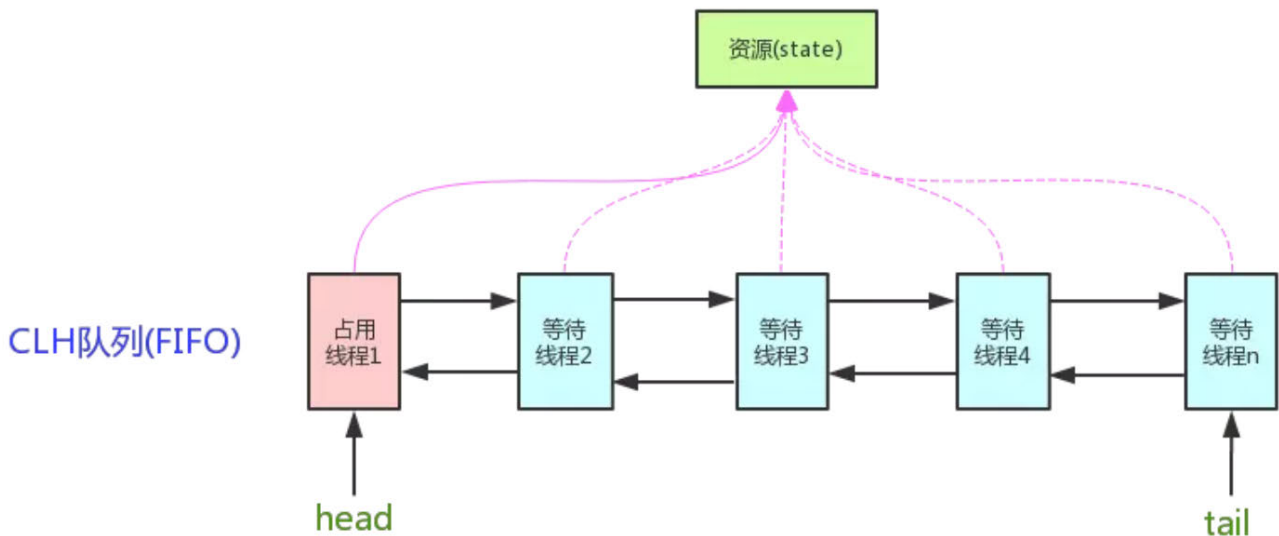 资源(state)
CLH队列(FIFO)
占用
线程1
等待
线程2
等待
线程3
等待
线程4
等待
线程n
head
tail